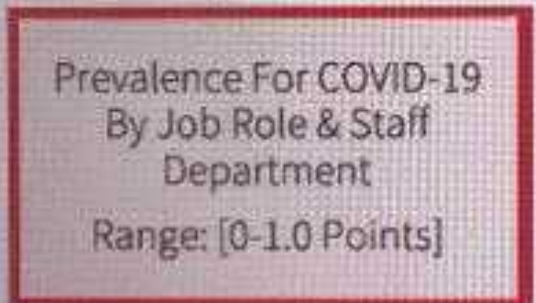 Prevalence For COVID-19
By Job Role & Staff
Department
Range: [0-1.0 Points]